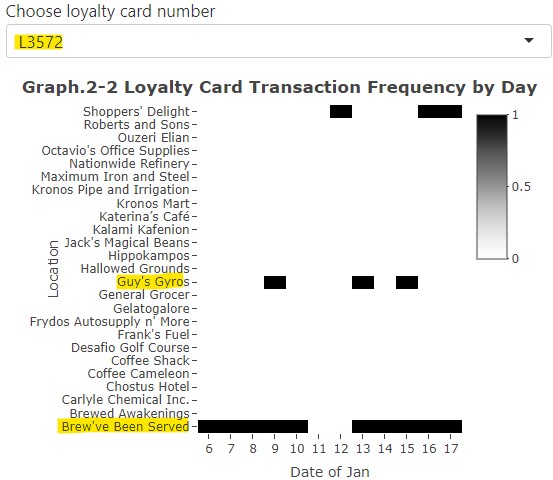 Choose loyalty card number
L3572
Graph.2-2 Loyalty Card Transaction Frequency by Day
Shoppers' Delight
Roberts and Sons
Ouzeri Elian
Octavio's Office Supplies
Nationwide Refinery
Maximum Iron and Steel
Kronos Pipe and Irrigation
Kronos Mart
Katerina’s Café
Kalami Kafenion
Jack's Magical Beans
Hippokampos
Hallowed Grounds
Guy's Gyros
General Grocer
Gelatogalore
Frydos Autosupply n' More
Frank's Fuel
Desafio Golf Course
Coffee Shack
Coffee Cameleon
Chostus Hotel
Carlyle Chemical Inc.
Brewed Awakenings
Brew've Been Served
Location
6 7 8 9 10 11 12 13 14 15 16 17
Date of Jan
1
0.5
0